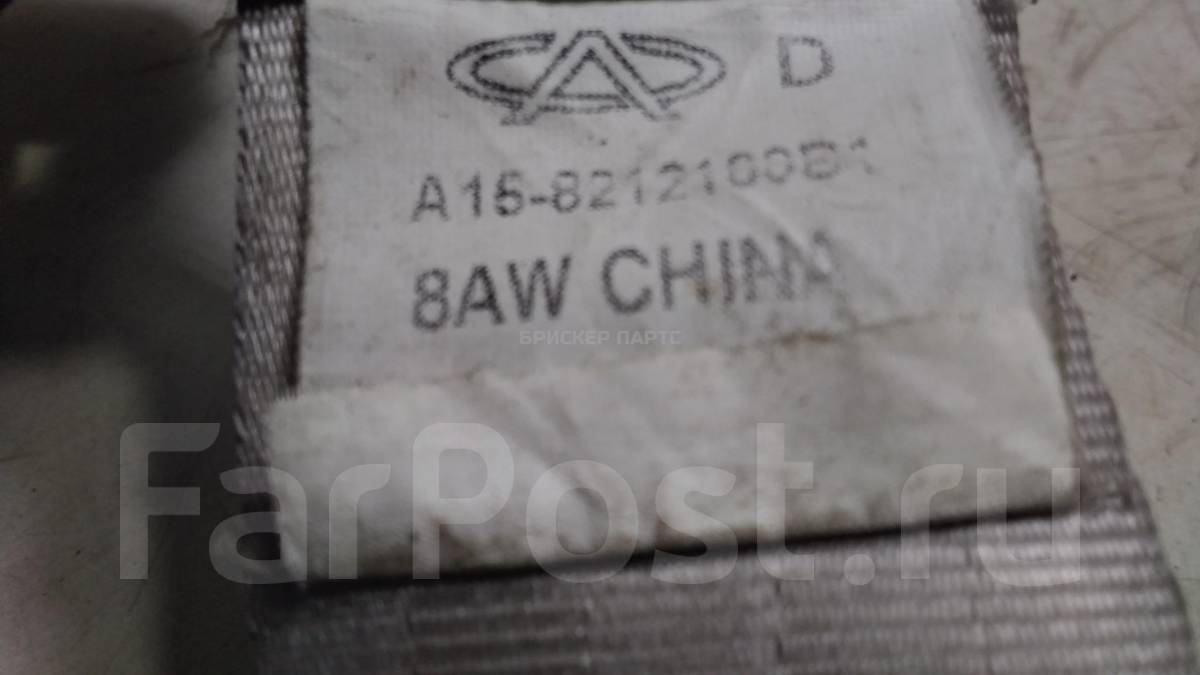 D
A15-8212100B1
8AW CHINA
БРИСКЕР ПАРТС
FarPost.ru